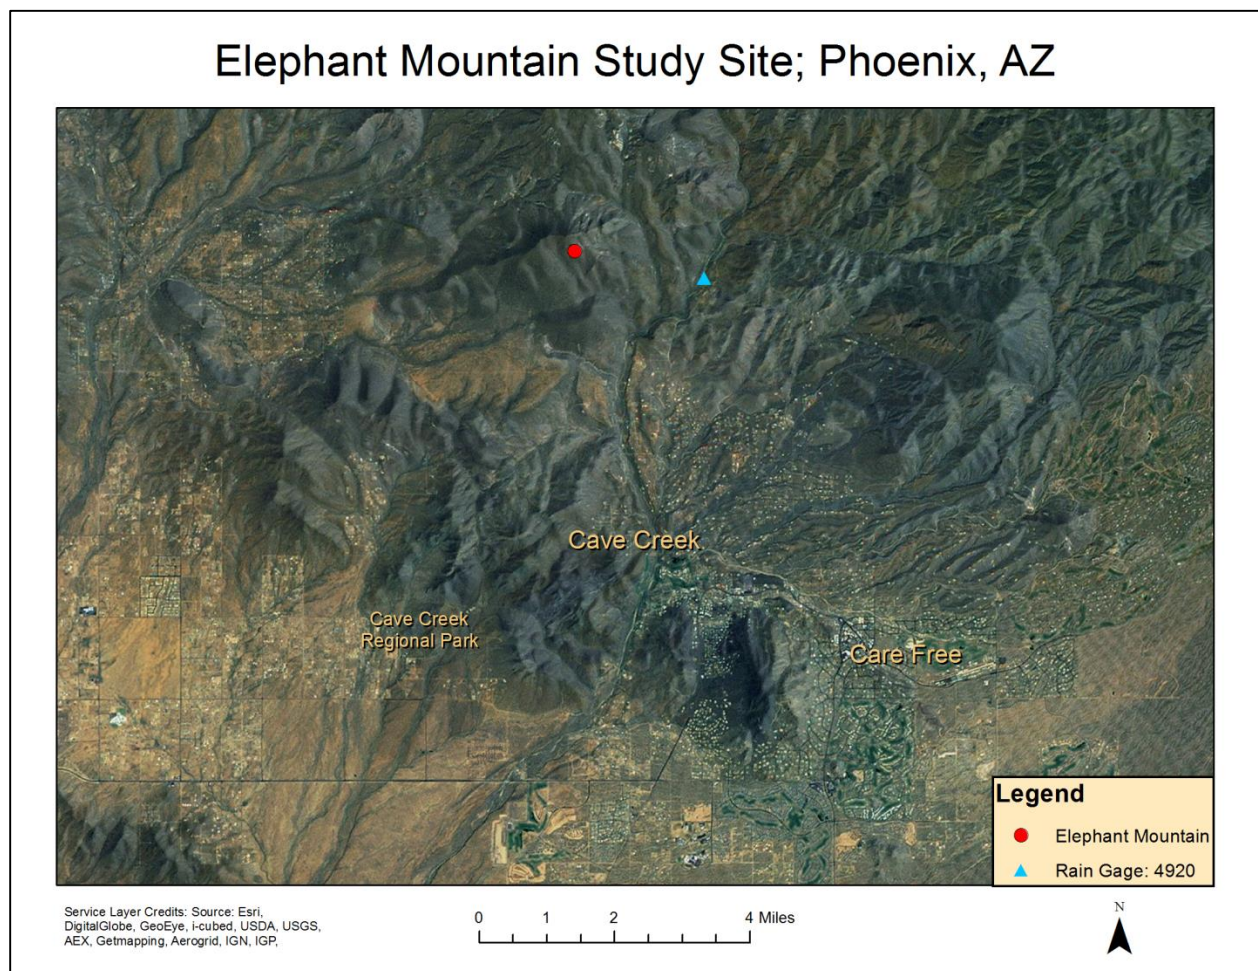 Elephant Mountain Study Site; Phoenix, AZ
Cave Creek
Cave Creek
Regional Park
Care Free
Legend
Elephant Mountain
Rain Gage: 4920
Service Layer Credits: Source: Esri,
DigitalGlobe, GeoEye, i-cubed, USDA, USGS,
AEX, Getmapping, Aerogrid, IGN, IGP,
0 1 2 4 Miles
N